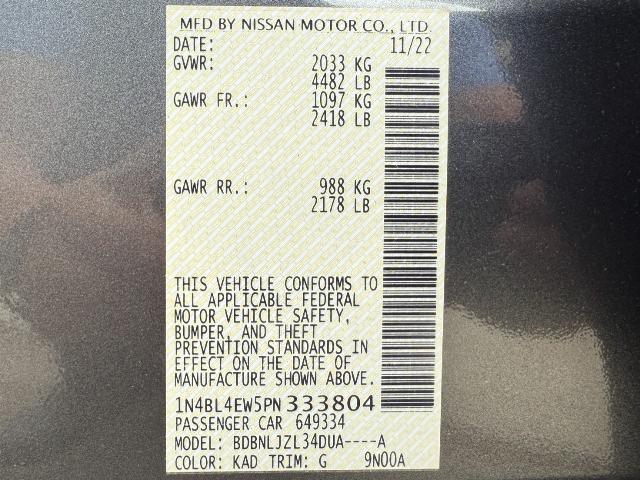 MFD BY NISSAN MOTOR CO., LTD.
DATE: 11/22
GVWR: 2033 KG
4482 LB
GAWR FR.: 1097 KG
2418 LB
GAWR RR.: 988 KG
2178 LB
THIS VEHICLE CONFORMS TO
ALL APPLICABLE FEDERAL
MOTOR VEHICLE SAFETY,
BUMPER, AND THEFT
PREVENTION STANDARDS IN
EFFECT ON THE DATE OF
MANUFACTURE SHOWN ABOVE.
1N4BL4EW5PN333804
PASSENGER CAR 649334
MODEL: BDBNLJZL34DUA----A
COLOR: KAD TRIM: G 9N00A